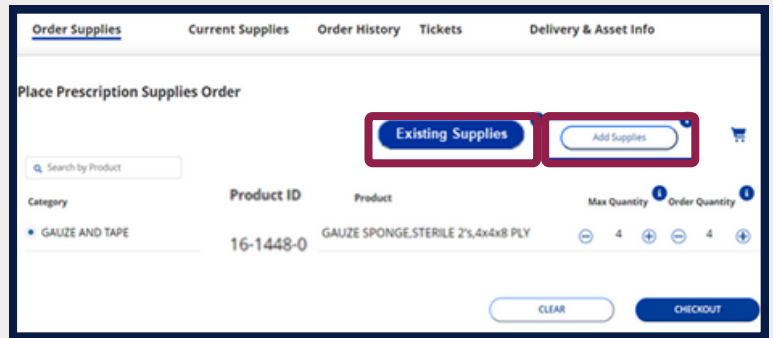 Order Supplies Current Supplies Order History Tickets Delivery & Asset Info
Place Prescription Supplies Order
Existing Supplies Add Supplies
Search by Product
Category Product ID Product Max Quantity Order Quantity
GAUZE AND TAPE 16-1448-0 GAUZE SPONGE,STERILE 2's,4x4x8 PLY 4 4
CLEAR CHECKOUT